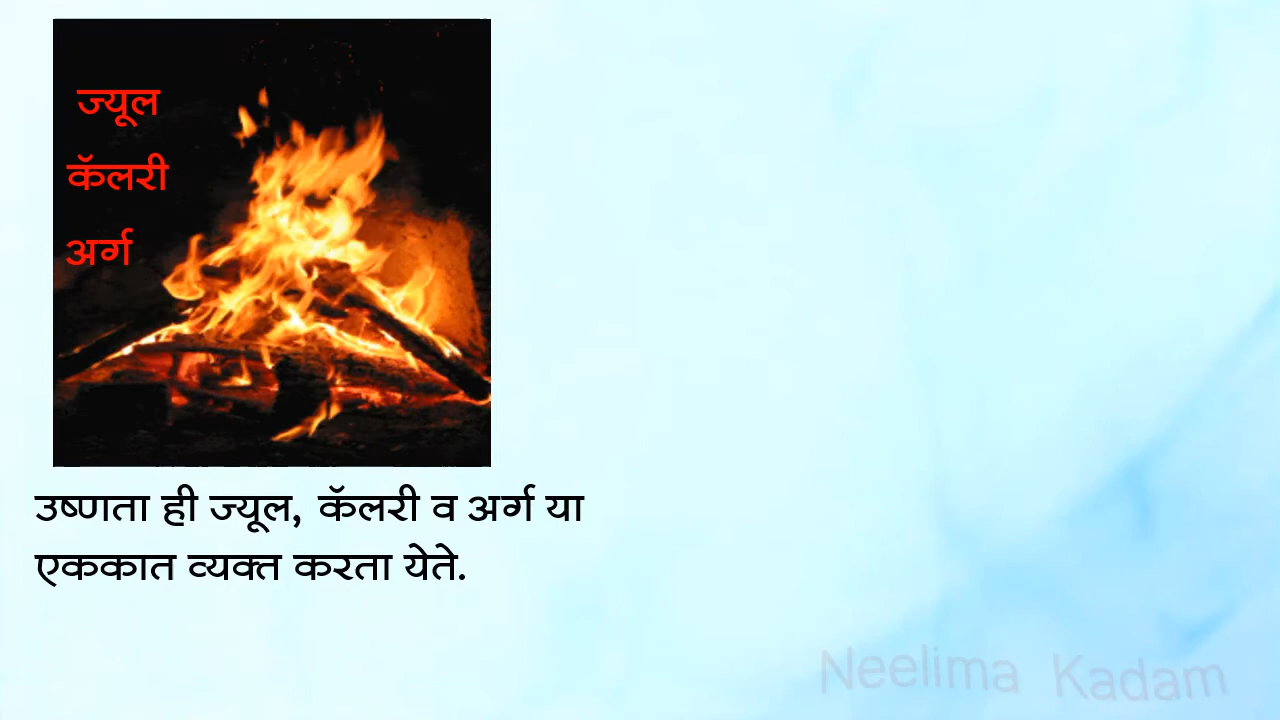 ज्यूल
कॅलरी
अर्ग
उष्णता ही ज्यूल, कॅलरी व अर्ग या
एककात व्यक्त करता येते.
Neelima Kadam